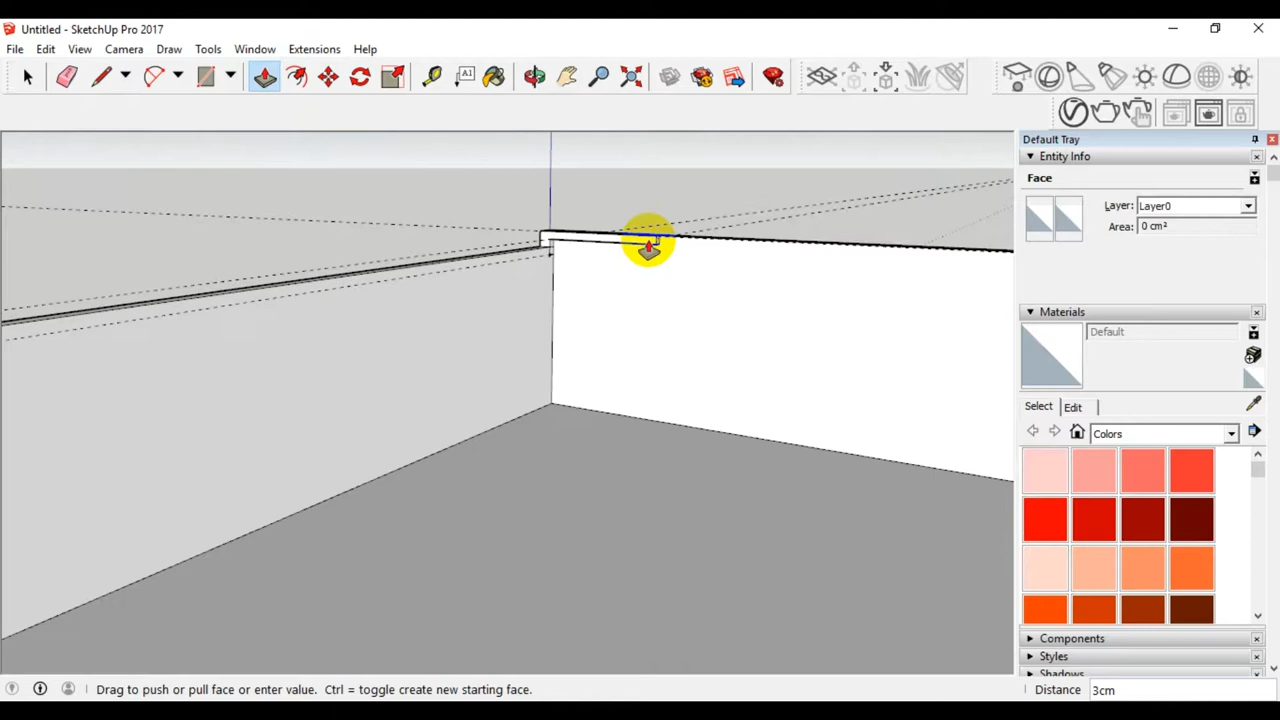 Untitled - SketchUp Pro 2017
File Edit View Camera Draw Tools Window Extensions Help
A1
Default Tray
Entity Info
Face
Layer: Layer0
Area: 0 cm²
Materials
Default
Select Edit
Colors
Components
Styles
Shadows
Drag to push or pull face or enter value. Ctrl = toggle create new starting face.
Distance 3cm